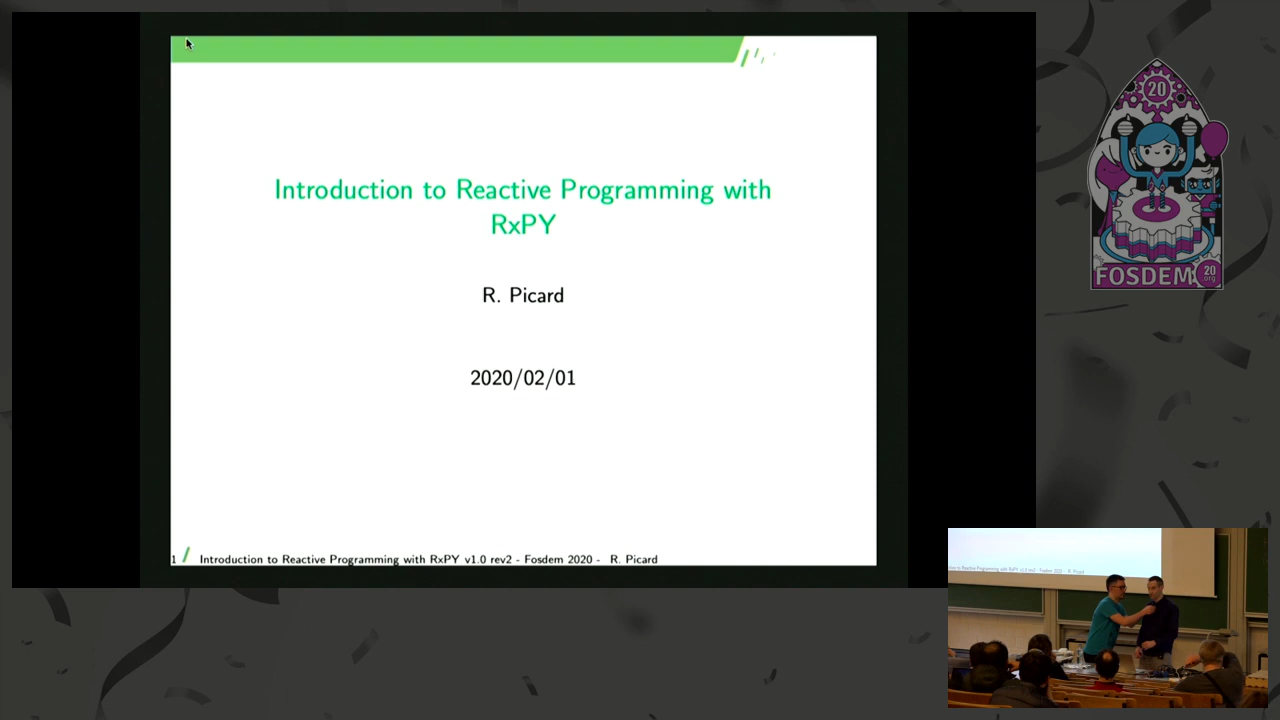 Introduction to Reactive Programming with
RxPY
R. Picard
2020/02/01
1 Introduction to Reactive Programming with RxPY v1.0 rev2 - Fosdem 2020 - R. Picard
20
FOSDEM
20
org